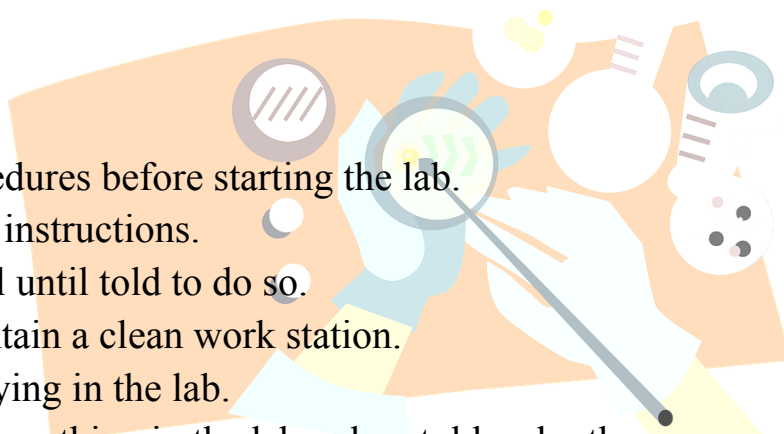 edures before starting the lab.
instructions.
until told to do so.
tain a clean work station.
ying in the lab.